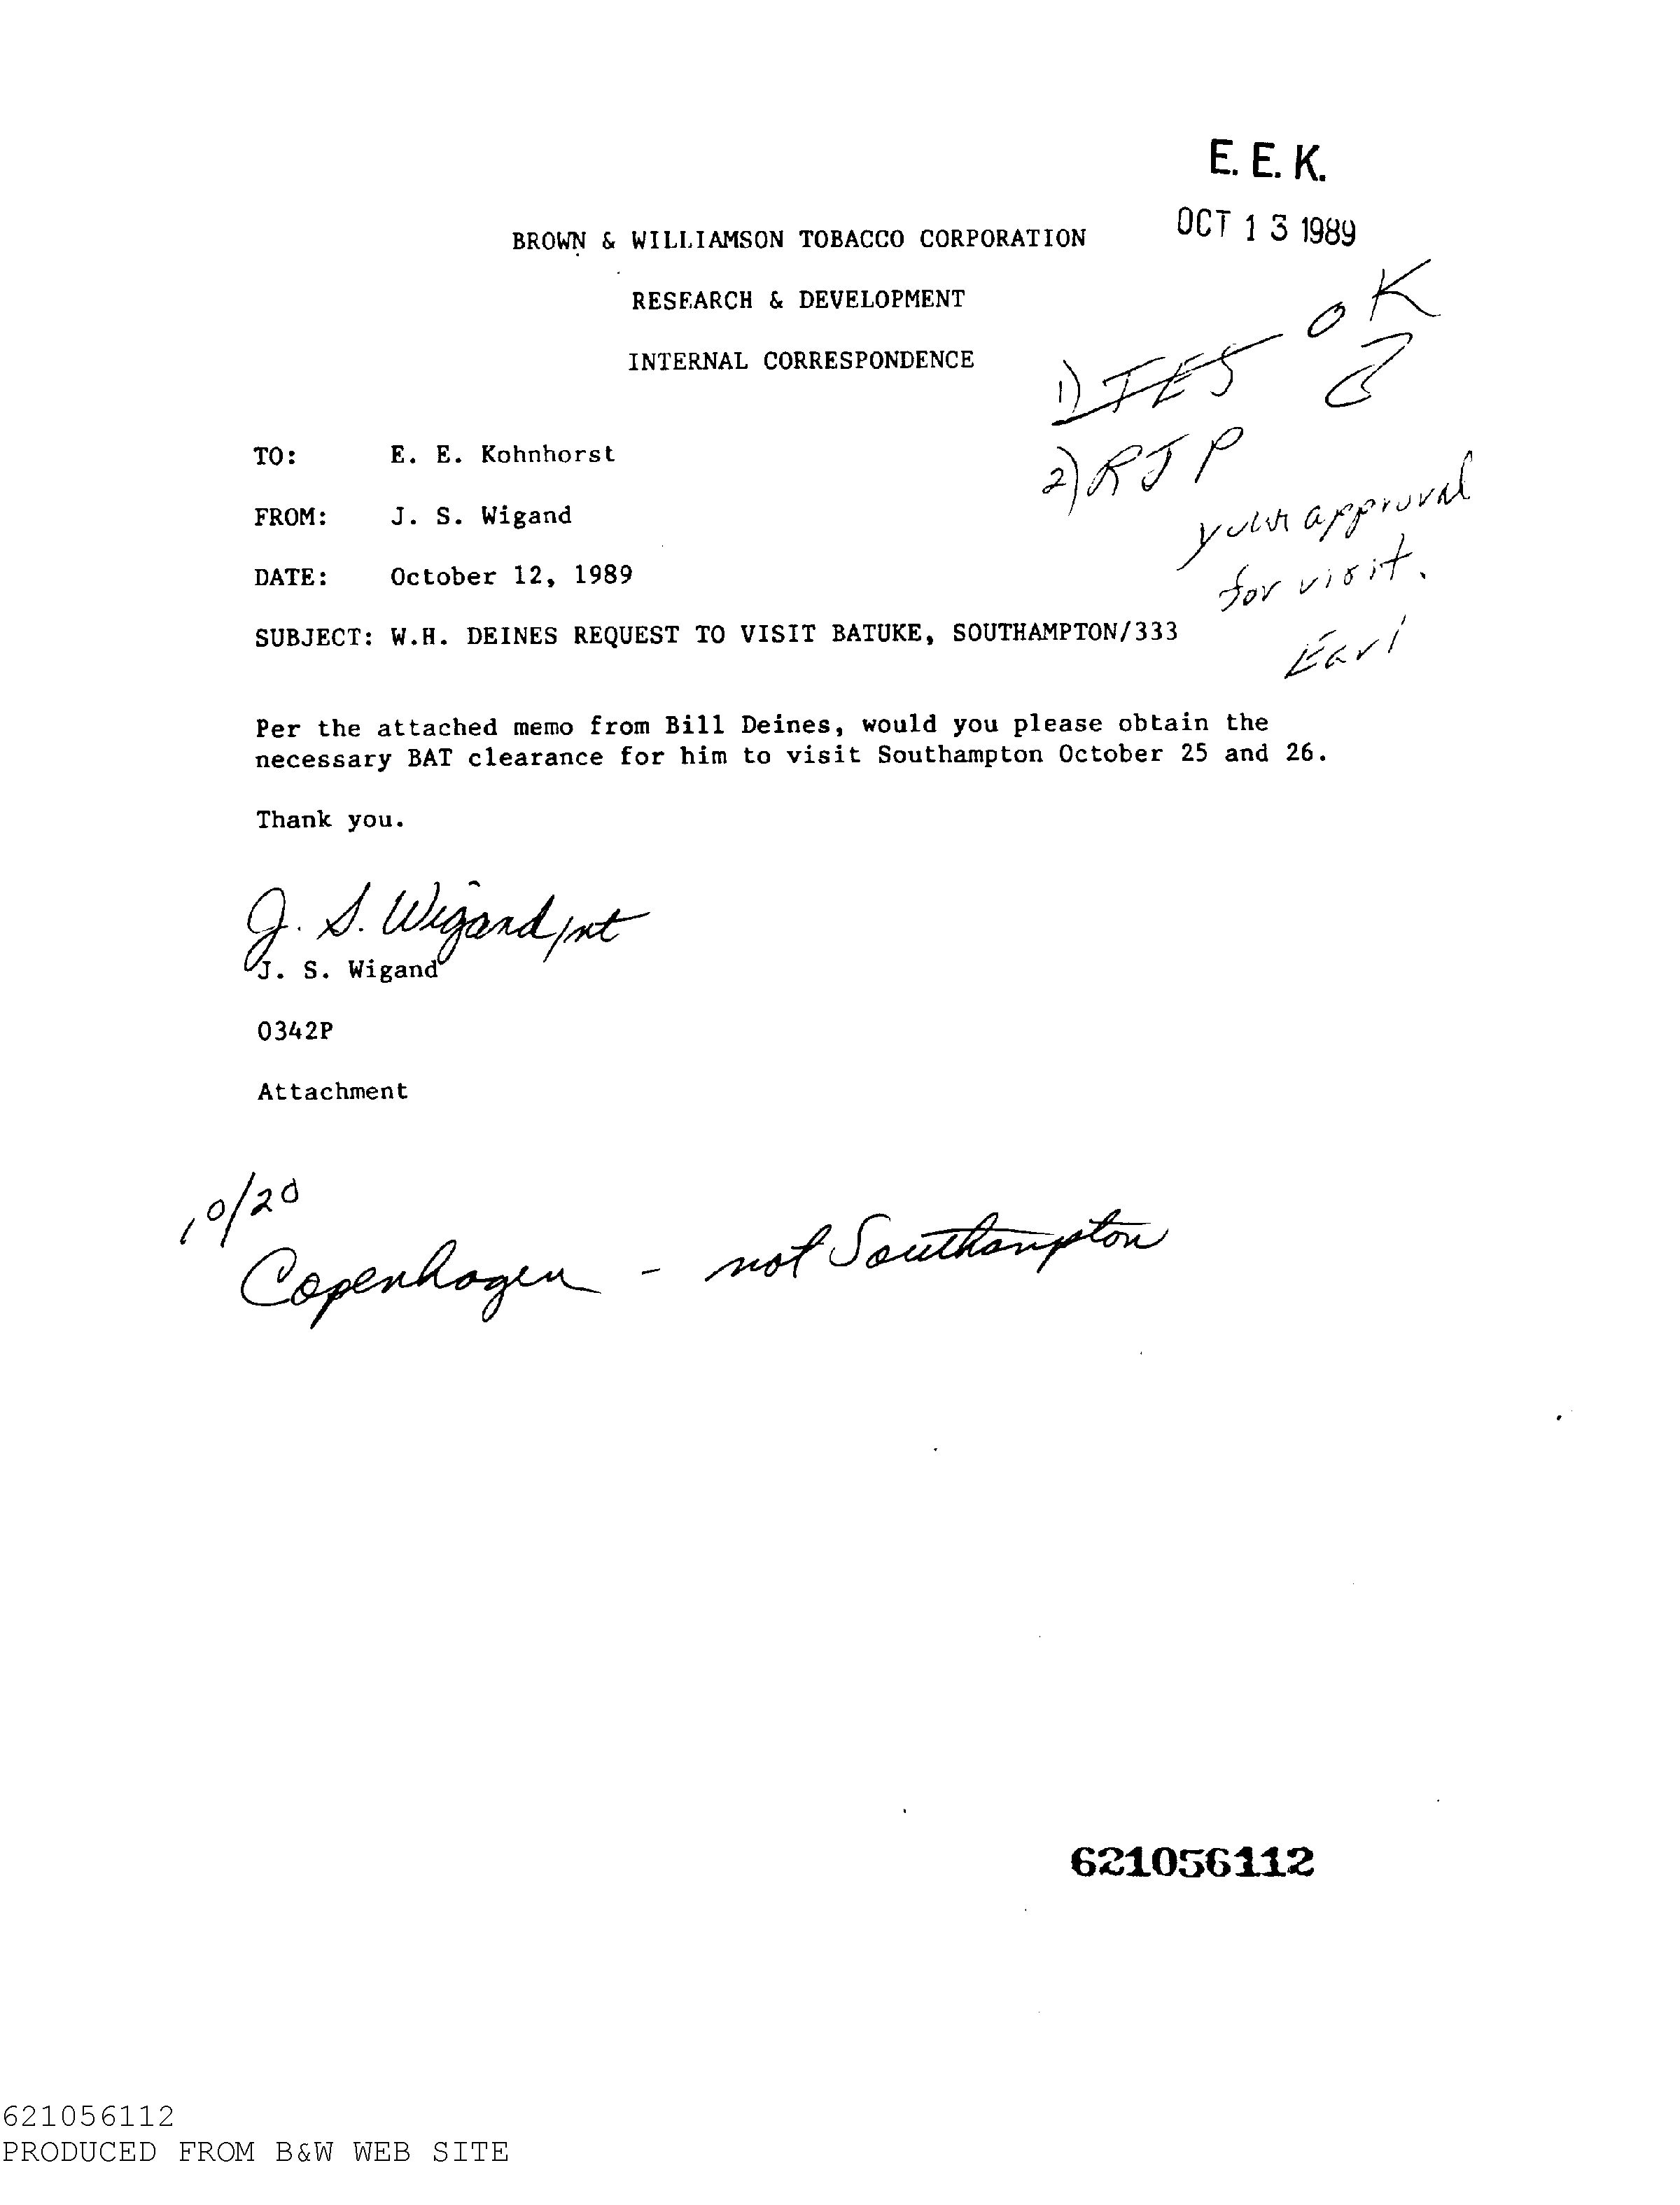 E. E. K.
OCT 13 1989
BROWN & WILLIAMSON TOBACCO CORPORATION
RESEARCH & DEVELOPMENT
INTERNAL CORRESPONDENCE
OK
1) IES
2) RJP
your approval
for visit.
Earl
TO: E. E. Kohnhorst
FROM: J. S. Wigand
DATE: October 12, 1989
SUBJECT: W.H. DEINES REQUEST TO VISIT BATUKE, SOUTHAMPTON/333
Per the attached memo from Bill Deines, would you please obtain the
necessary BAT clearance for him to visit Southampton October 25 and 26.
Thank you.
J. S. Wigand/nt
J. S. Wigand
0342P
Attachment
10/20
Copenhagen - not Southampton
621056112
621056112
PRODUCED FROM B&W WEB SITE